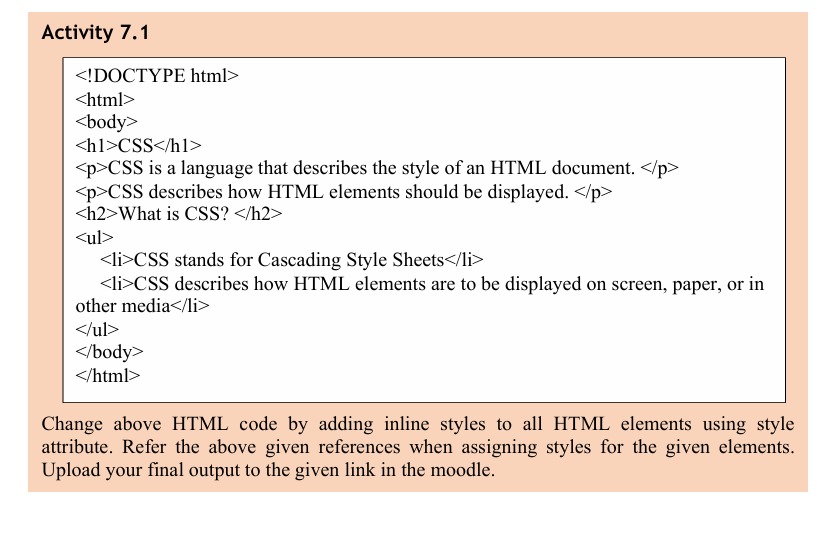 Activity 7.1
<!DOCTYPE html>
<html>
<body>
<h1>CSS</h1>
<p>CSS is a language that describes the style of an HTML document. </p>
<p>CSS describes how HTML elements should be displayed. </p>
<h2>What is CSS? </h2>
<ul>
<li>CSS stands for Cascading Style Sheets</li>
<li>CSS describes how HTML elements are to be displayed on screen, paper, or in
other media</li>
</ul>
</body>
</html>
Change above HTML code by adding inline styles to all HTML elements using style
attribute. Refer the above given references when assigning styles for the given elements.
Upload your final output to the given link in the moodle.